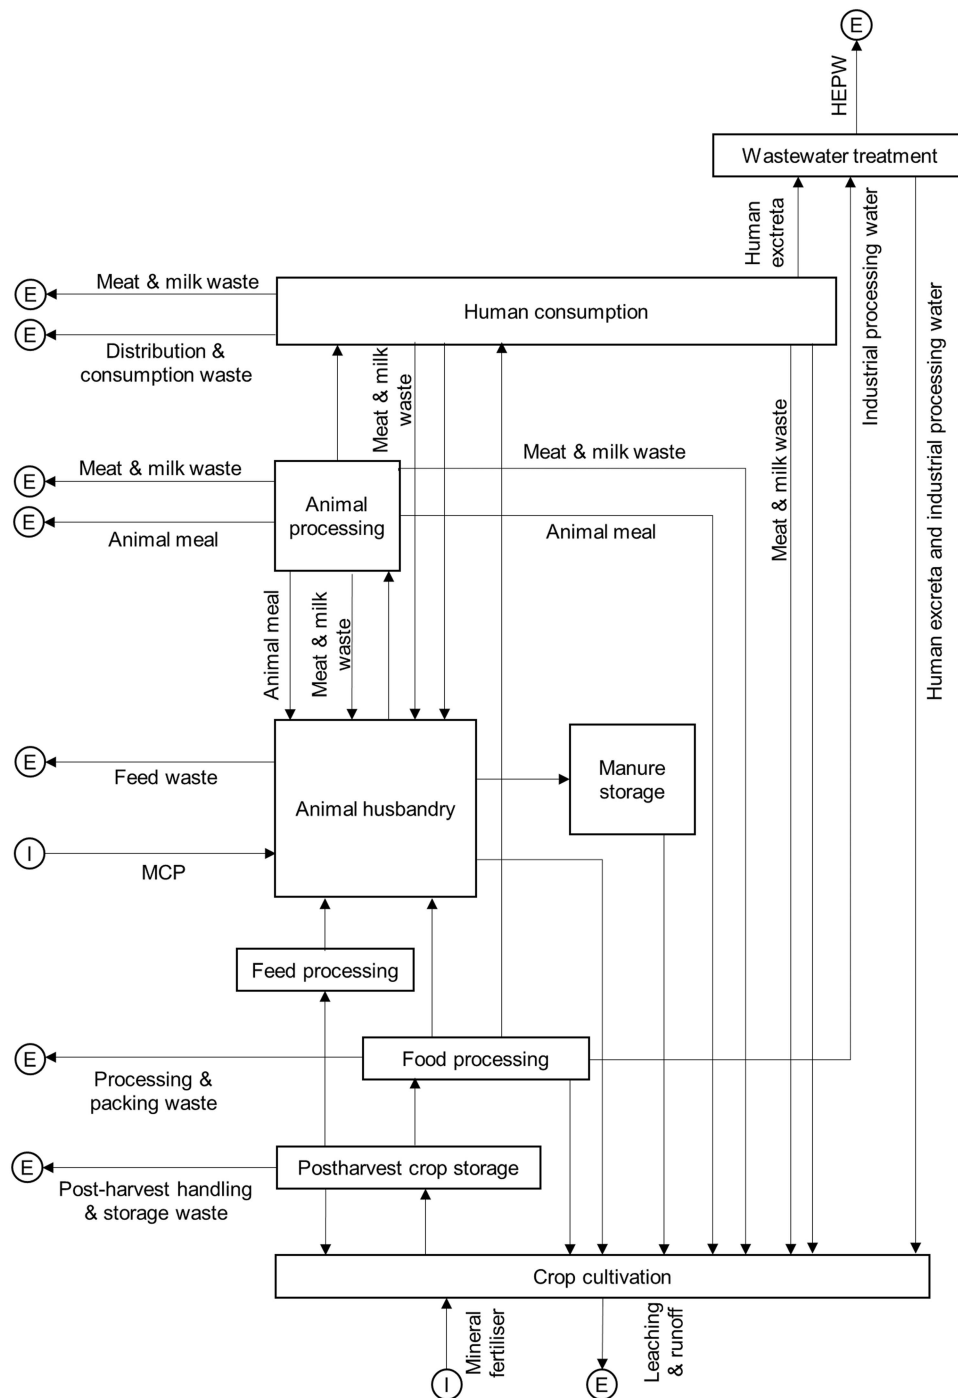 E
HEPW
Wastewater treatment
Human
exctreta
Industrial processing water
Human excreta and industrial processing water
E
Meat & milk waste
Human consumption
E
Distribution &
consumption waste
Meat & milk
waste
Meat & milk waste
E
Meat & milk waste
Animal
processing
Meat & milk waste
E
Animal meal
Animal meal
Animal meal
Meat & milk
waste
E
Feed waste
Animal husbandry
Manure
storage
I
MCP
Feed processing
E
Processing &
packing waste
Food processing
E
Post-harvest handling
& storage waste
Postharvest crop storage
Crop cultivation
Mineral
fertiliser
Leaching
& runoff
I
E